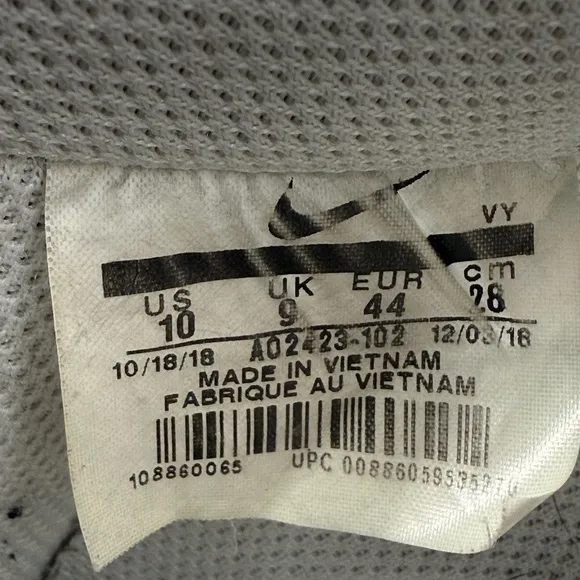 VY
US UK EUR cm
10 9 44 28
10/18/18 AO2423-102 12/03/18
MADE IN VIETNAM
FABRIQUE AU VIETNAM
108860065 UPC